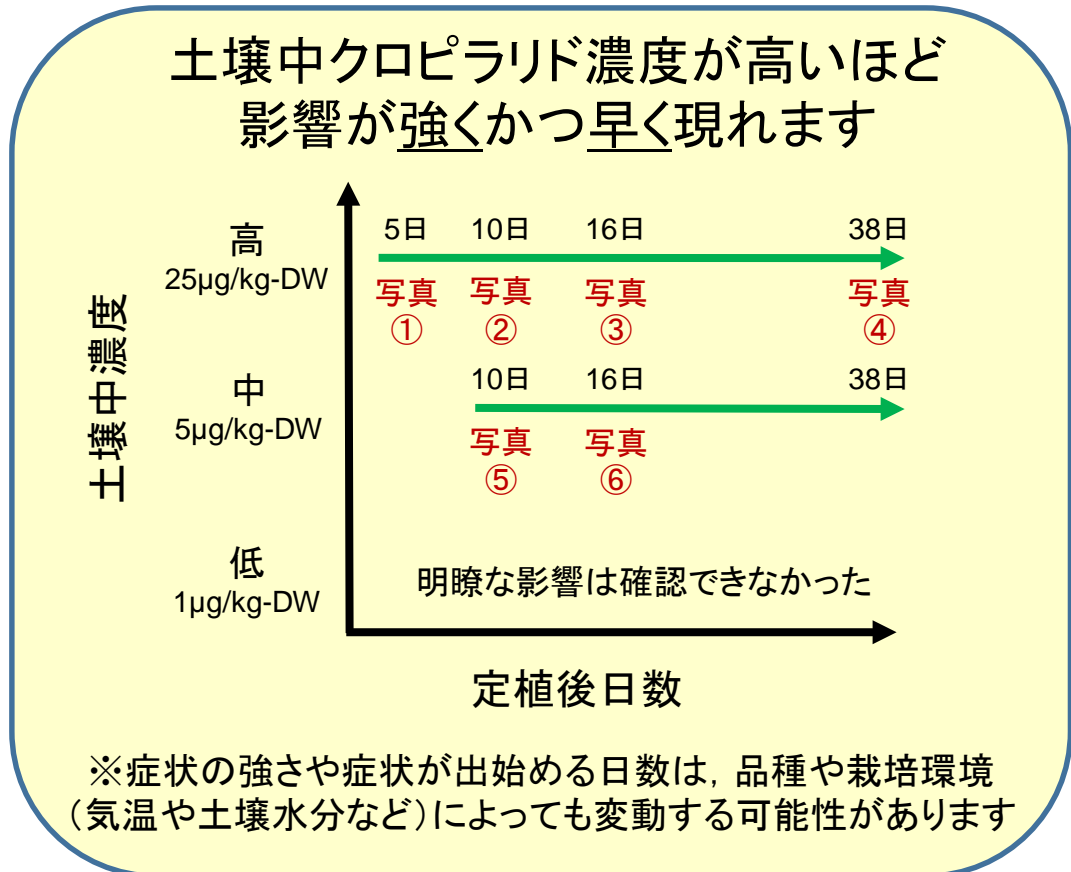 土壌中クロピラリド濃度が高いほど
影響が強くかつ早く現れます
土壌中濃度
高
25µg/kg-DW
5日 10日 16日 38日
写真 写真 写真 写真
① ② ③ ④
中
5µg/kg-DW
10日 16日 38日
写真 写真
⑤ ⑥
低
1µg/kg-DW
明瞭な影響は確認できなかった
定植後日数
※症状の強さや症状が出始める日数は，品種や栽培環境
（気温や土壌水分など）によっても変動する可能性があります